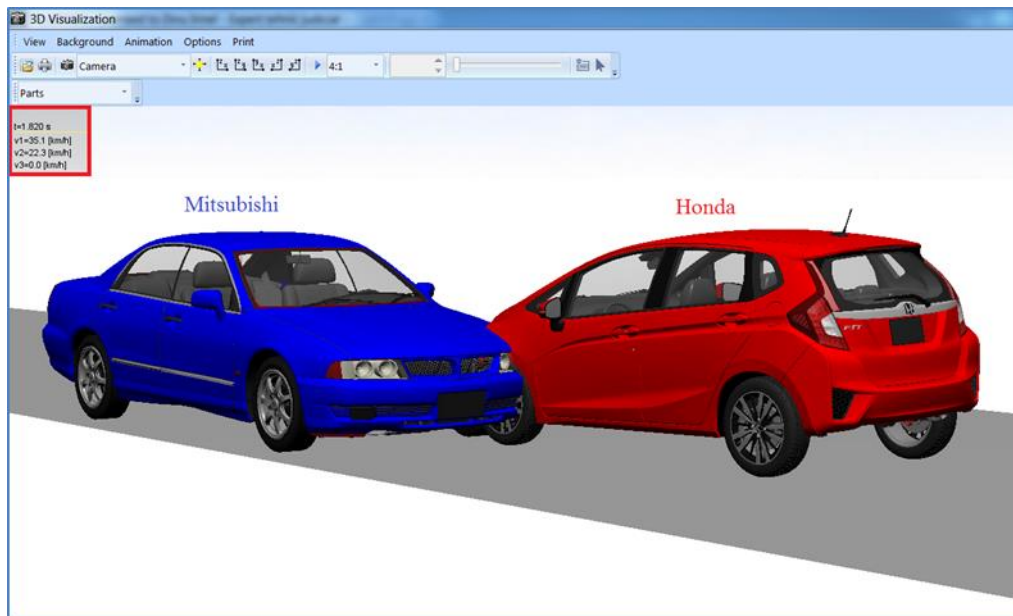 3D Visualization
View Background Animation Options Print
Camera 4:1
Parts
t=1.820 s
v1=35.1 [km/h]
v2=22.3 [km/h]
v3=0.0 [km/h]
Mitsubishi
Honda
FIT